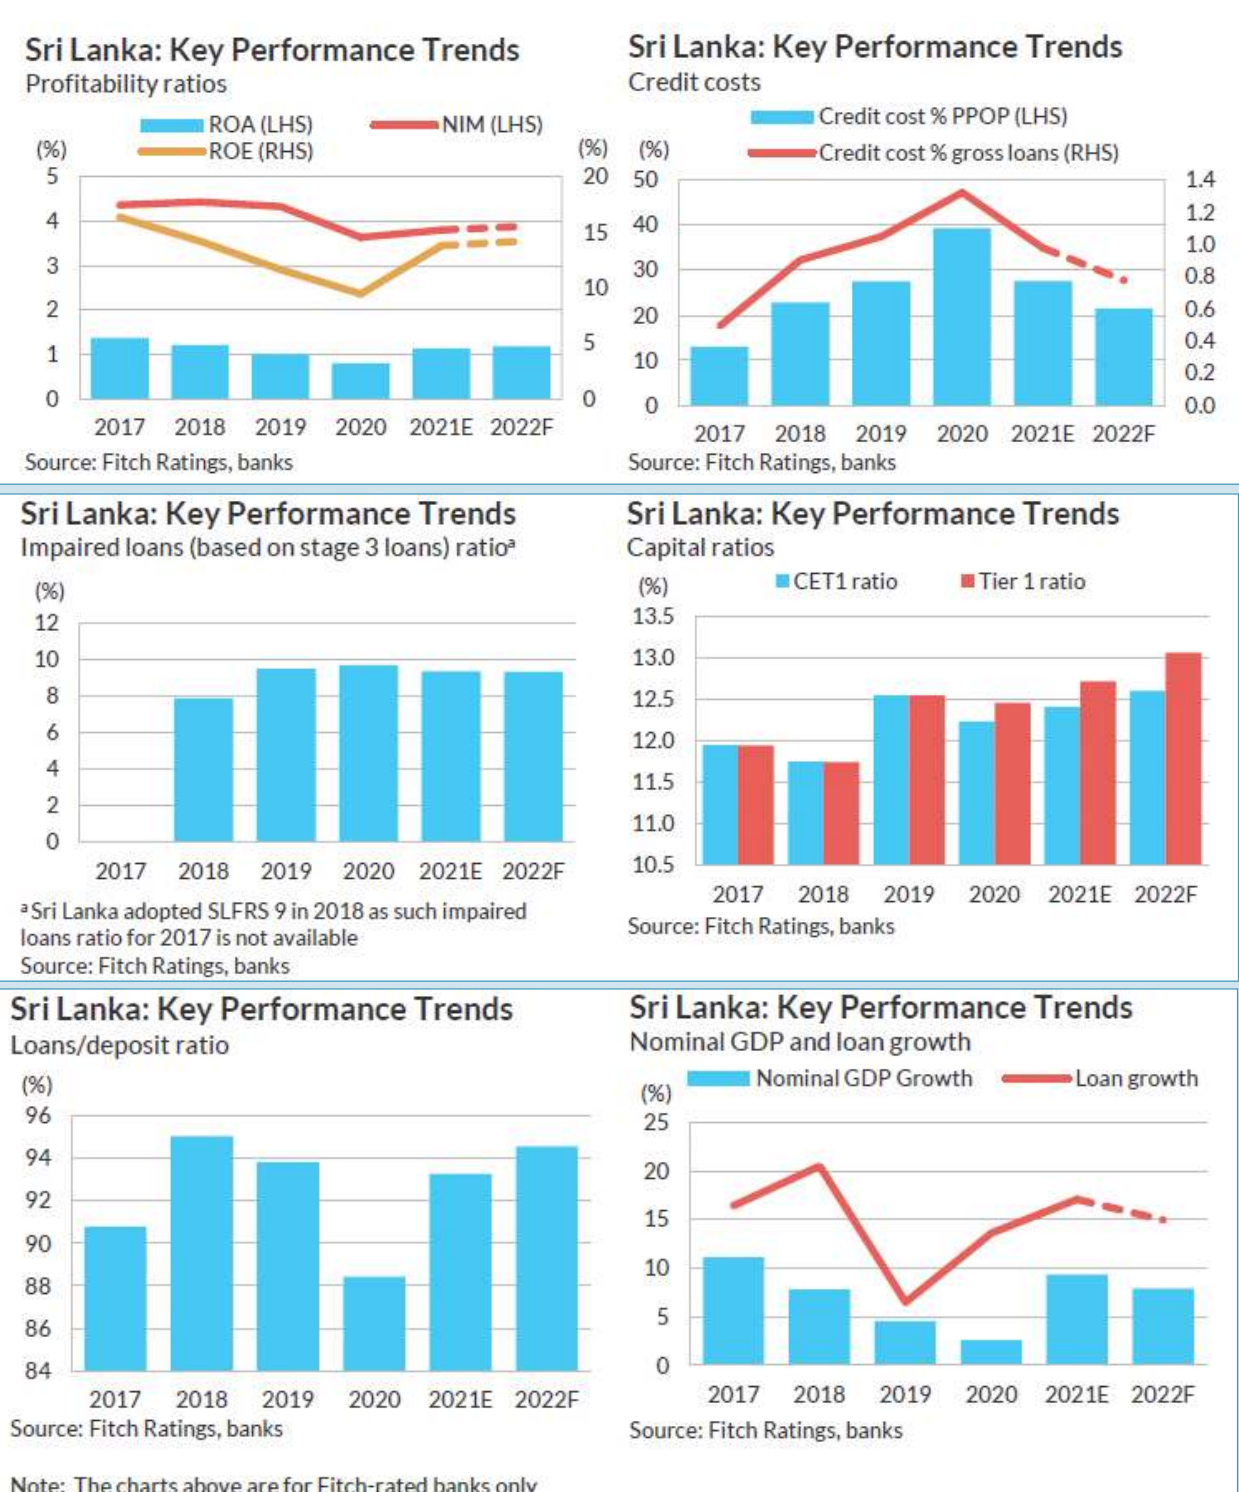 Sri Lanka: Key Performance Trends
Profitability ratios
ROA (LHS)
NIM (LHS)
ROE (RHS)
(%)
(%)
5
4
3
2
1
0
20
15
10
5
0
2017 2018 2019 2020 2021E 2022F
Source: Fitch Ratings, banks
Sri Lanka: Key Performance Trends
Credit costs
Credit cost % PPOP (LHS)
Credit cost % gross loans (RHS)
(%)
50
40
30
20
10
0
1.4
1.2
1.0
0.8
0.6
0.4
0.2
0.0
2017 2018 2019 2020 2021E 2022F
Source: Fitch Ratings, banks
Sri Lanka: Key Performance Trends
Impaired loans (based on stage 3 loans) ratioª
(%)
12
10
8
6
4
2
0
2017 2018 2019 2020 2021E 2022F
ª Sri Lanka adopted SLFRS 9 in 2018 as such impaired
loans ratio for 2017 is not available
Source: Fitch Ratings, banks
Sri Lanka: Key Performance Trends
Capital ratios
(%)
CET1 ratio
Tier 1 ratio
13.5
13.0
12.5
12.0
11.5
11.0
10.5
2017 2018 2019 2020 2021E 2022F
Source: Fitch Ratings, banks
Sri Lanka: Key Performance Trends
Loans/deposit ratio
(%)
96
94
92
90
88
86
84
2017 2018 2019 2020 2021E 2022F
Source: Fitch Ratings, banks
Sri Lanka: Key Performance Trends
Nominal GDP and loan growth
(%)
Nominal GDP Growth
Loan growth
25
20
15
10
5
0
2017 2018 2019 2020 2021E 2022F
Source: Fitch Ratings, banks
Note: The charts above are for Fitch-rated banks only